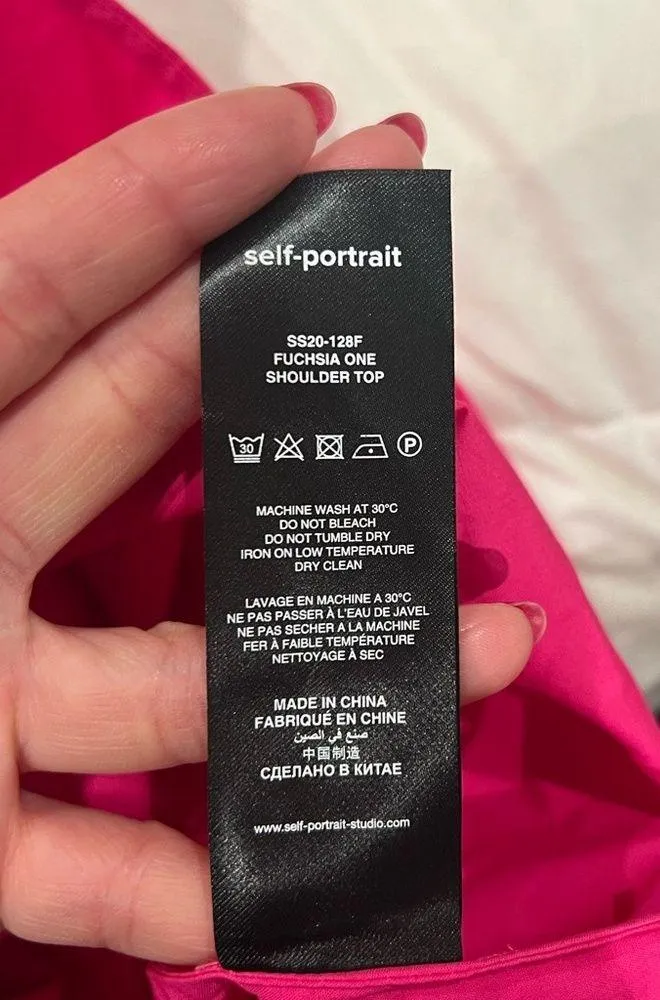 self-portrait
SS20-128F
FUCHSIA ONE
SHOULDER TOP
30 P
MACHINE WASH AT 30°C
DO NOT BLEACH
DO NOT TUMBLE DRY
IRON ON LOW TEMPERATURE
DRY CLEAN
LAVAGE EN MACHINE A 30°C
NE PAS PASSER À L'EAU DE JAVEL
NE PAS SECHER A LA MACHINE
FER À FAIBLE TEMPÉRATURE
NETTOYAGE À SEC
MADE IN CHINA
FABRIQUÉ EN CHINE
صنع في الصين
中国制造
СДЕЛАНО В КИТАЕ
www.self-portrait-studio.com